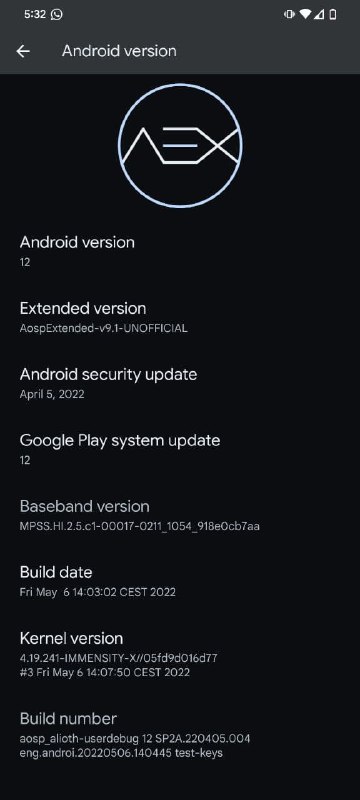 5:32
Android version
AEX
Android version
12
Extended version
AospExtended-v9.1-UNOFFICIAL
Android security update
April 5, 2022
Google Play system update
12
Baseband version
MPSS.HI.2.5.c1-00017-0211_1054_918e0cb7aa
Build date
Fri May  6 14:03:02 CEST 2022
Kernel version
4.19.241-IMMENSITY-X//05fd9d016d77
#3 Fri May 6 14:07:50 CEST 2022
Build number
aosp_alioth-userdebug 12 SP2A.220405.004
eng.androi.20220506.140445 test-keys